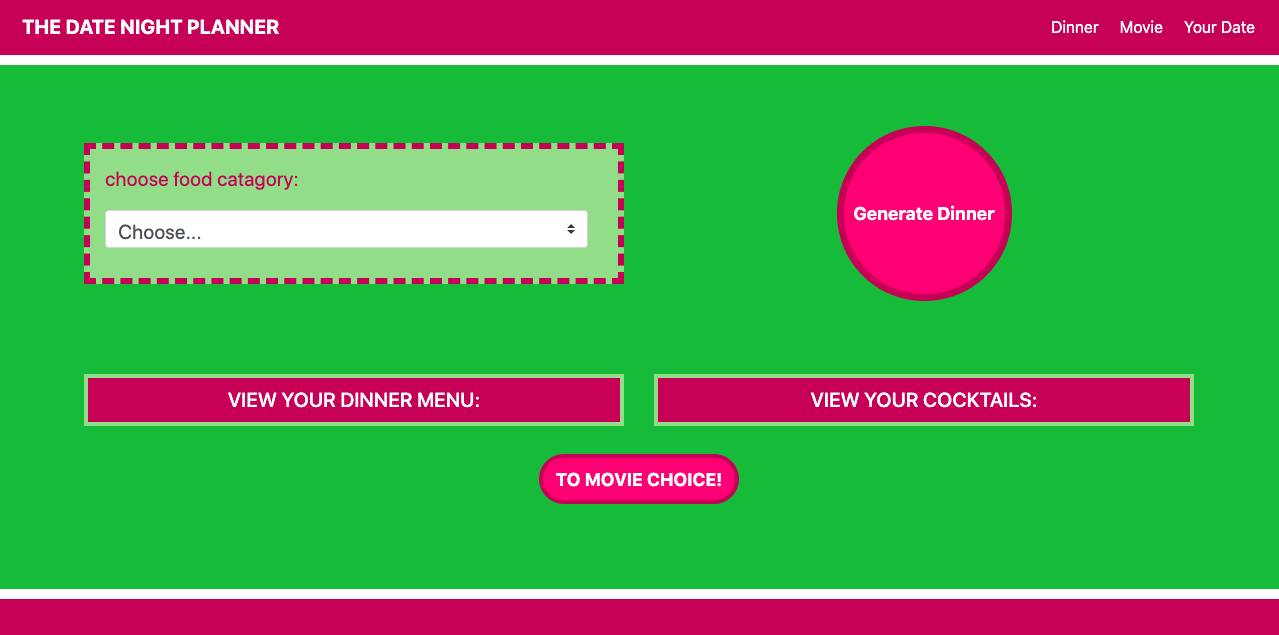 THE DATE NIGHT PLANNER
Dinner Movie Your Date
choose food catagory:
Choose...
Generate Dinner
VIEW YOUR DINNER MENU:
VIEW YOUR COCKTAILS:
TO MOVIE CHOICE!